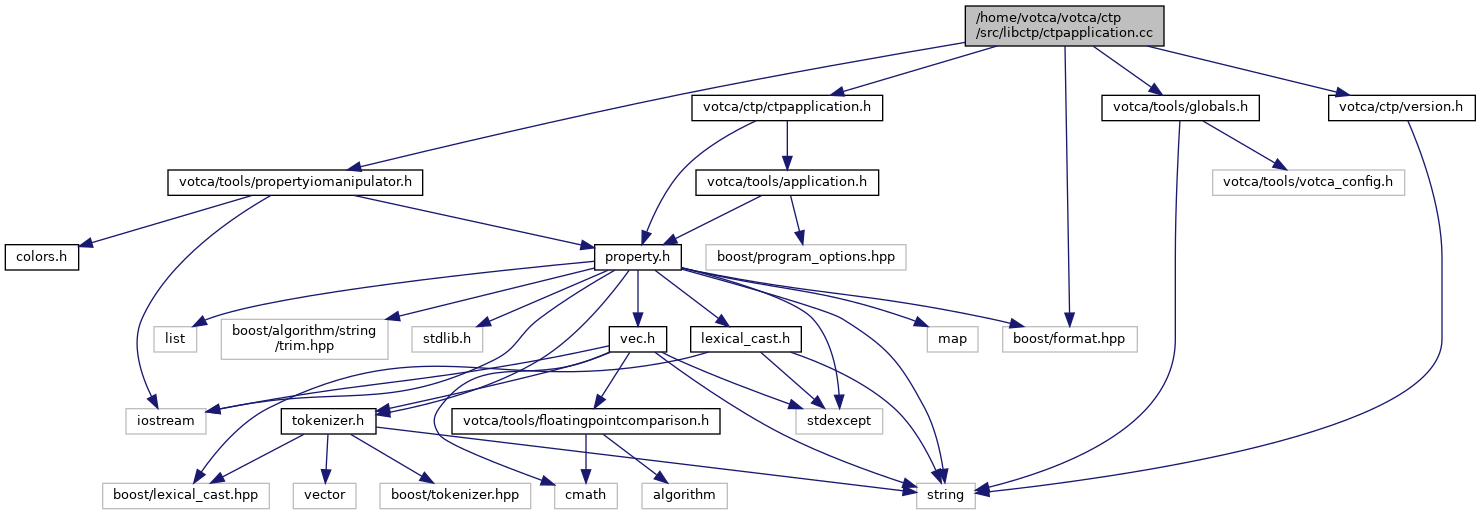 /home/votca/votca/ctp
/src/libctp/ctpapplication.cc
votca/ctp/ctpapplication.h
votca/tools/globals.h
votca/ctp/version.h
votca/tools/propertyiomanipulator.h
votca/tools/application.h
votca/tools/votca_config.h
colors.h
property.h
boost/program_options.hpp
list
boost/algorithm/string
/trim.hpp
stdlib.h
vec.h
lexical_cast.h
map
boost/format.hpp
iostream
tokenizer.h
votca/tools/floatingpointcomparison.h
stdexcept
boost/lexical_cast.hpp
vector
boost/tokenizer.hpp
cmath
algorithm
string